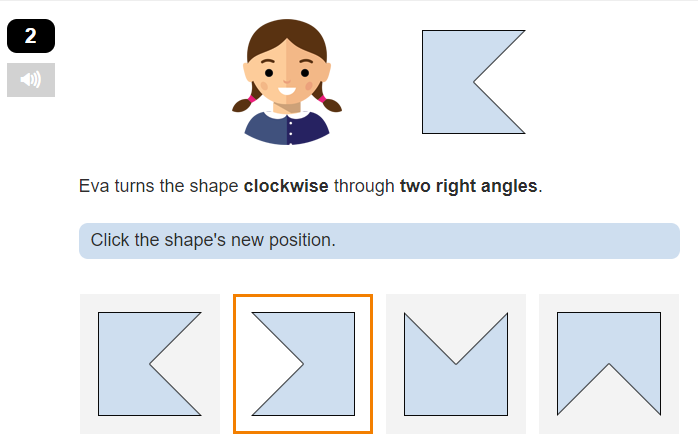 2
Eva turns the shape clockwise through two right angles.
Click the shape's new position.